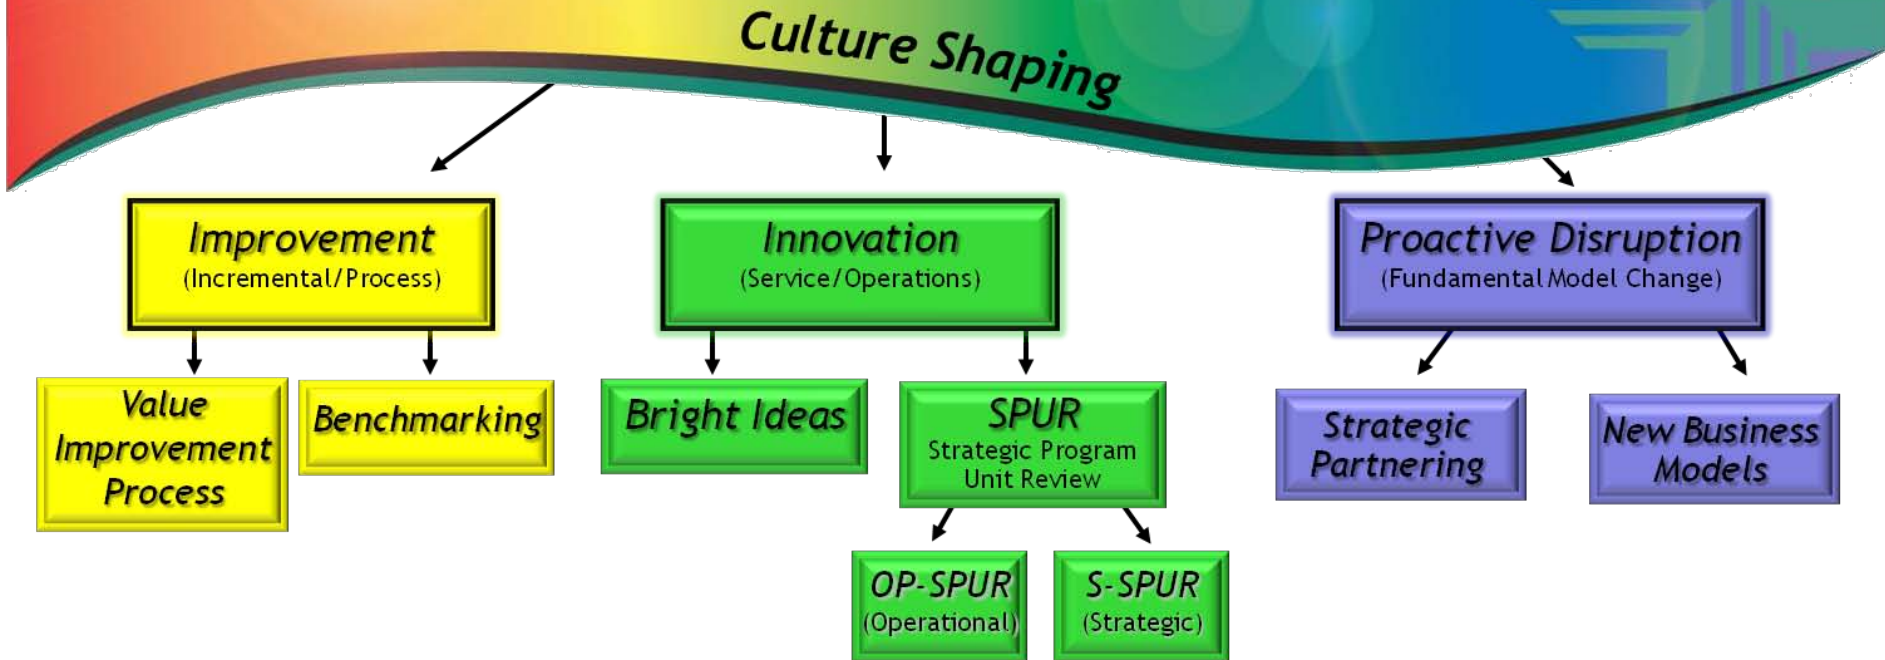 Culture Shaping
Improvement
(Incremental/Process)
Innovation
(Service/Operations)
Proactive Disruption
(Fundamental Model Change)
Value
Improvement
Process
Benchmarking
Bright Ideas
SPUR
Strategic Program
Unit Review
Strategic
Partnering
New Business
Models
OP-SPUR
(Operational)
S-SPUR
(Strategic)